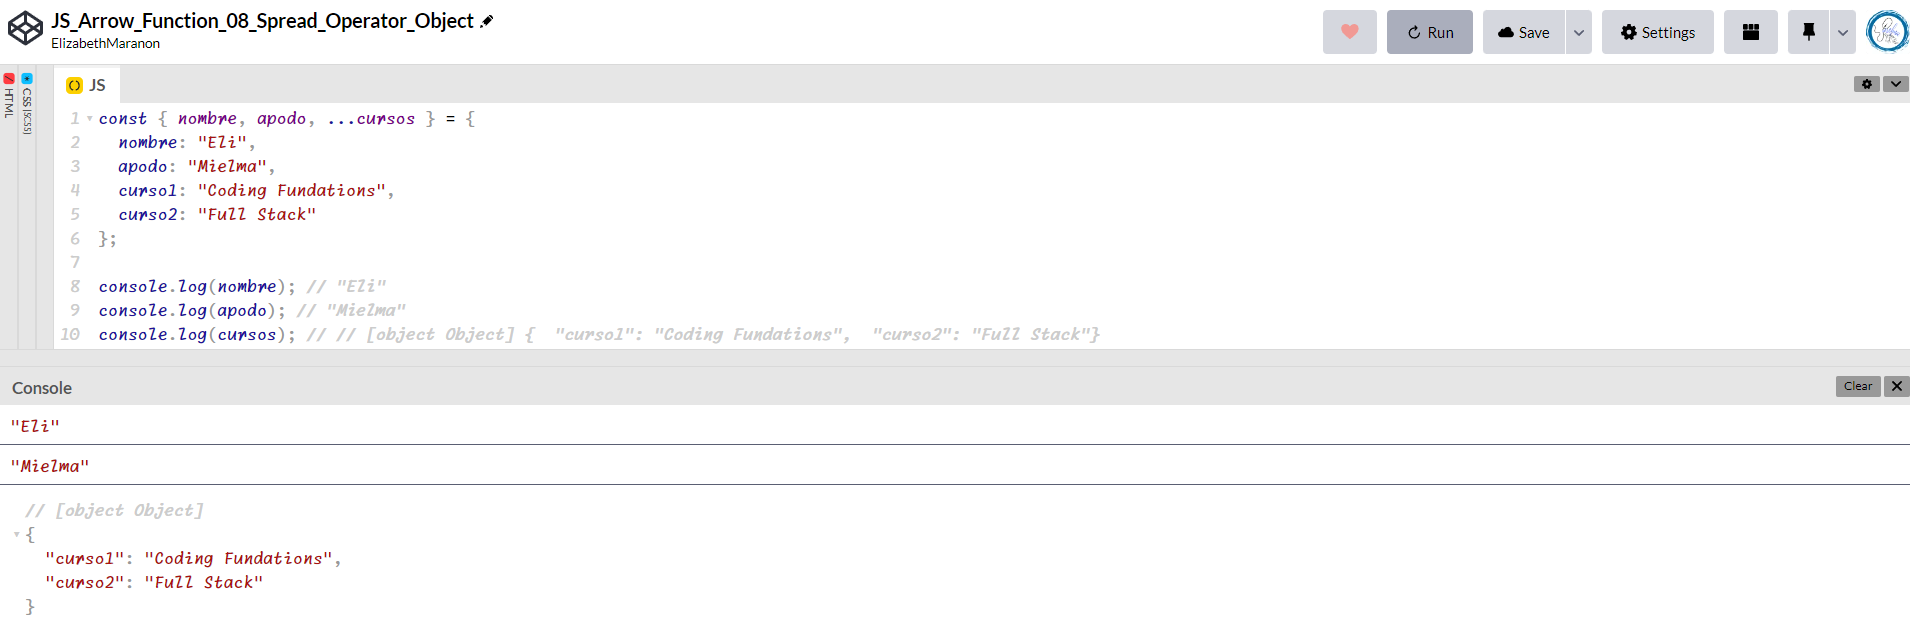 JS_Arrow_Function_08_Spread_Operator_Object
ElizabethMaranon
Run
Save
Settings
HTML
CSS (SCSS)
JS
1 const { nombre, apodo, ...cursos } = {
2 nombre: "Eli",
3 apodo: "Mielma",
4 curso1: "Coding Fundations",
5 curso2: "Full Stack"
6 };
7
8 console.log(nombre); // "Eli"
9 console.log(apodo); // "Mielma"
10 console.log(cursos); // // [object Object] {  "curso1": "Coding Fundations",  "curso2": "Full Stack"}
Console
Clear
"Eli"
"Mielma"
// [object Object]
{
"curso1": "Coding Fundations",
"curso2": "Full Stack"
}